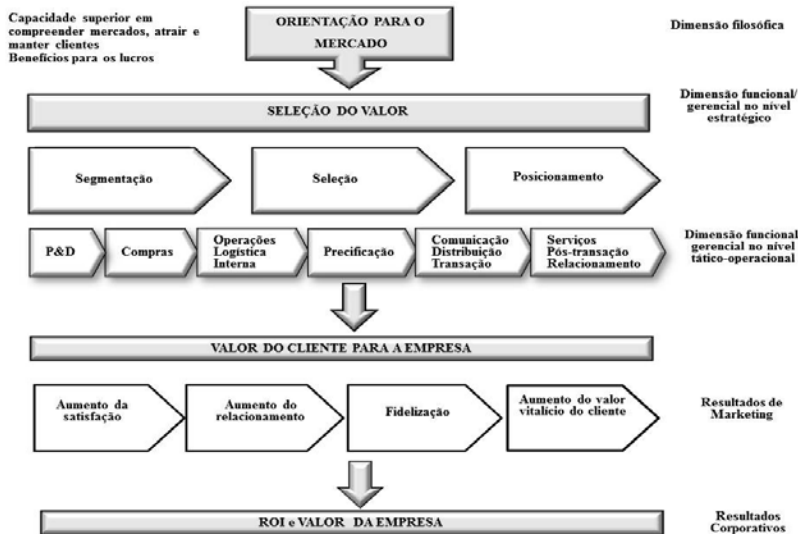 Capacidade superior em
compreender mercados, atrair e
manter clientes
Benefícios para os lucros
ORIENTAÇÃO PARA O
MERCADO
Dimensão filosófica
SELEÇÃO DO VALOR
Dimensão funcional/
gerencial no nível
estratégico
Segmentação
Seleção
Posicionamento
P&D
Compras
Operações
Logística
Interna
Precificação
Comunicação
Distribuição
Transação
Serviços
Pós-transação
Relacionamento
Dimensão funcional
gerencial no nível
tático-operacional
VALOR DO CLIENTE PARA A EMPRESA
Aumento da
satisfação
Aumento do
relacionamento
Fidelização
Aumento do valor
vitalício do cliente
Resultados de
Marketing
ROI e VALOR DA EMPRESA
Resultados
Corporativos